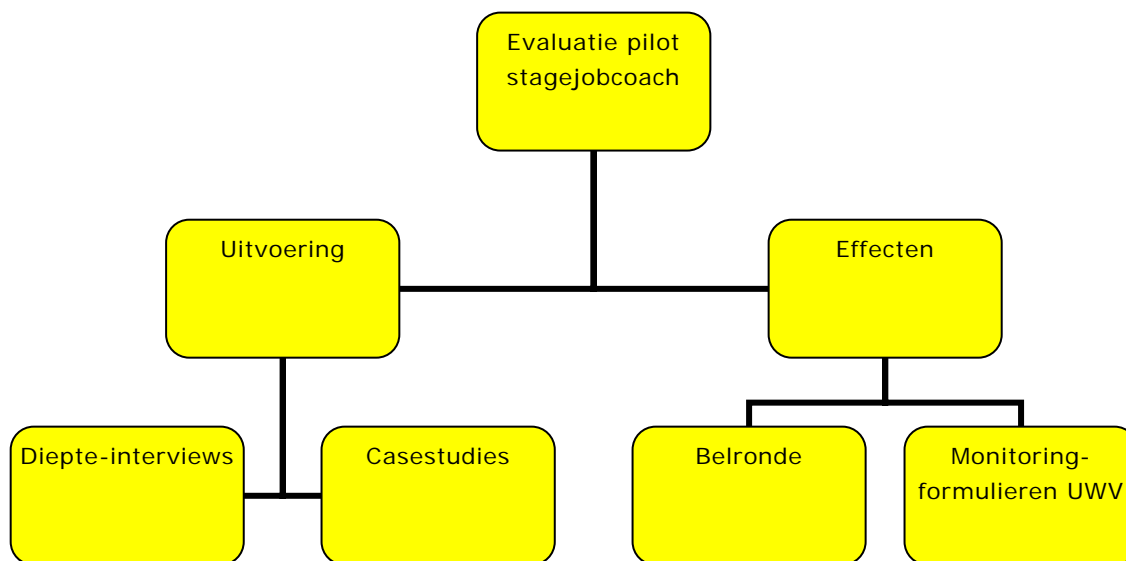 Evaluatie pilot
stagejobcoach
Uitvoering
Effecten
Diepte-interviews
Casestudies
Belronde
Monitoring-
formulieren UWV